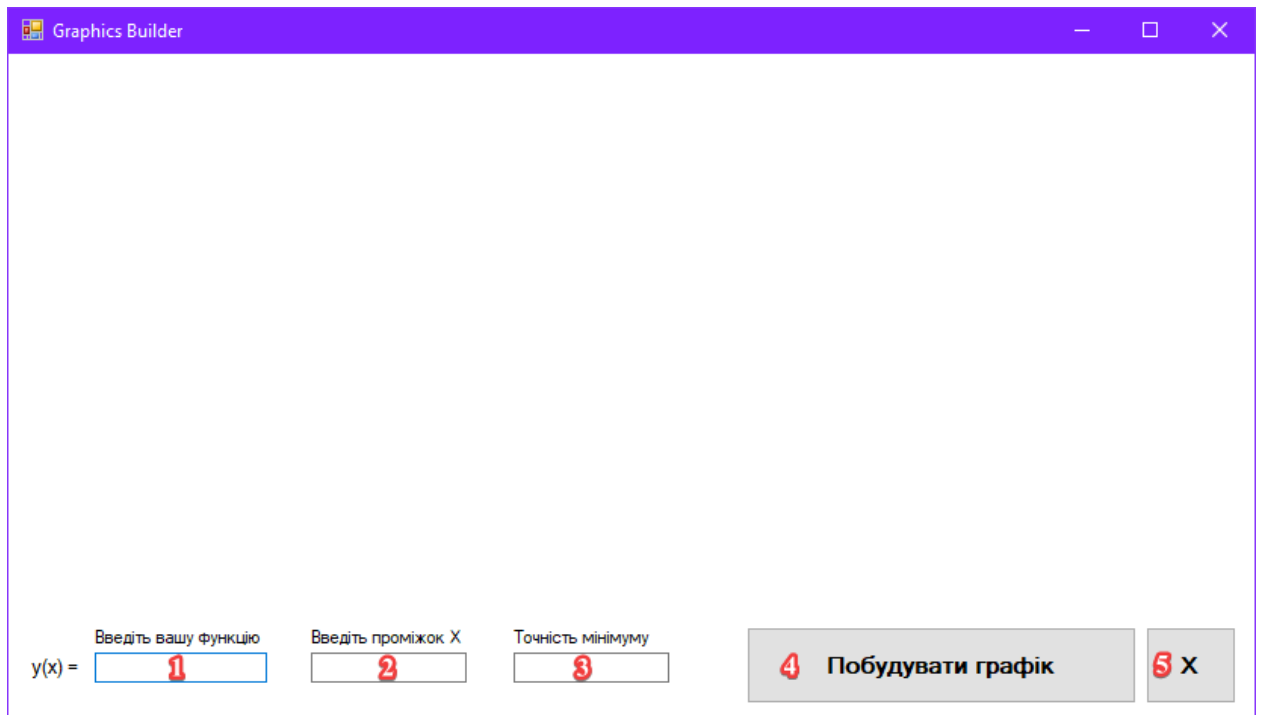 Graphics Builder
Введіть вашу функцію Введіть проміжок X Точність мінімуму
y(x) = 1 2 3 4 Побудувати графік 5 X